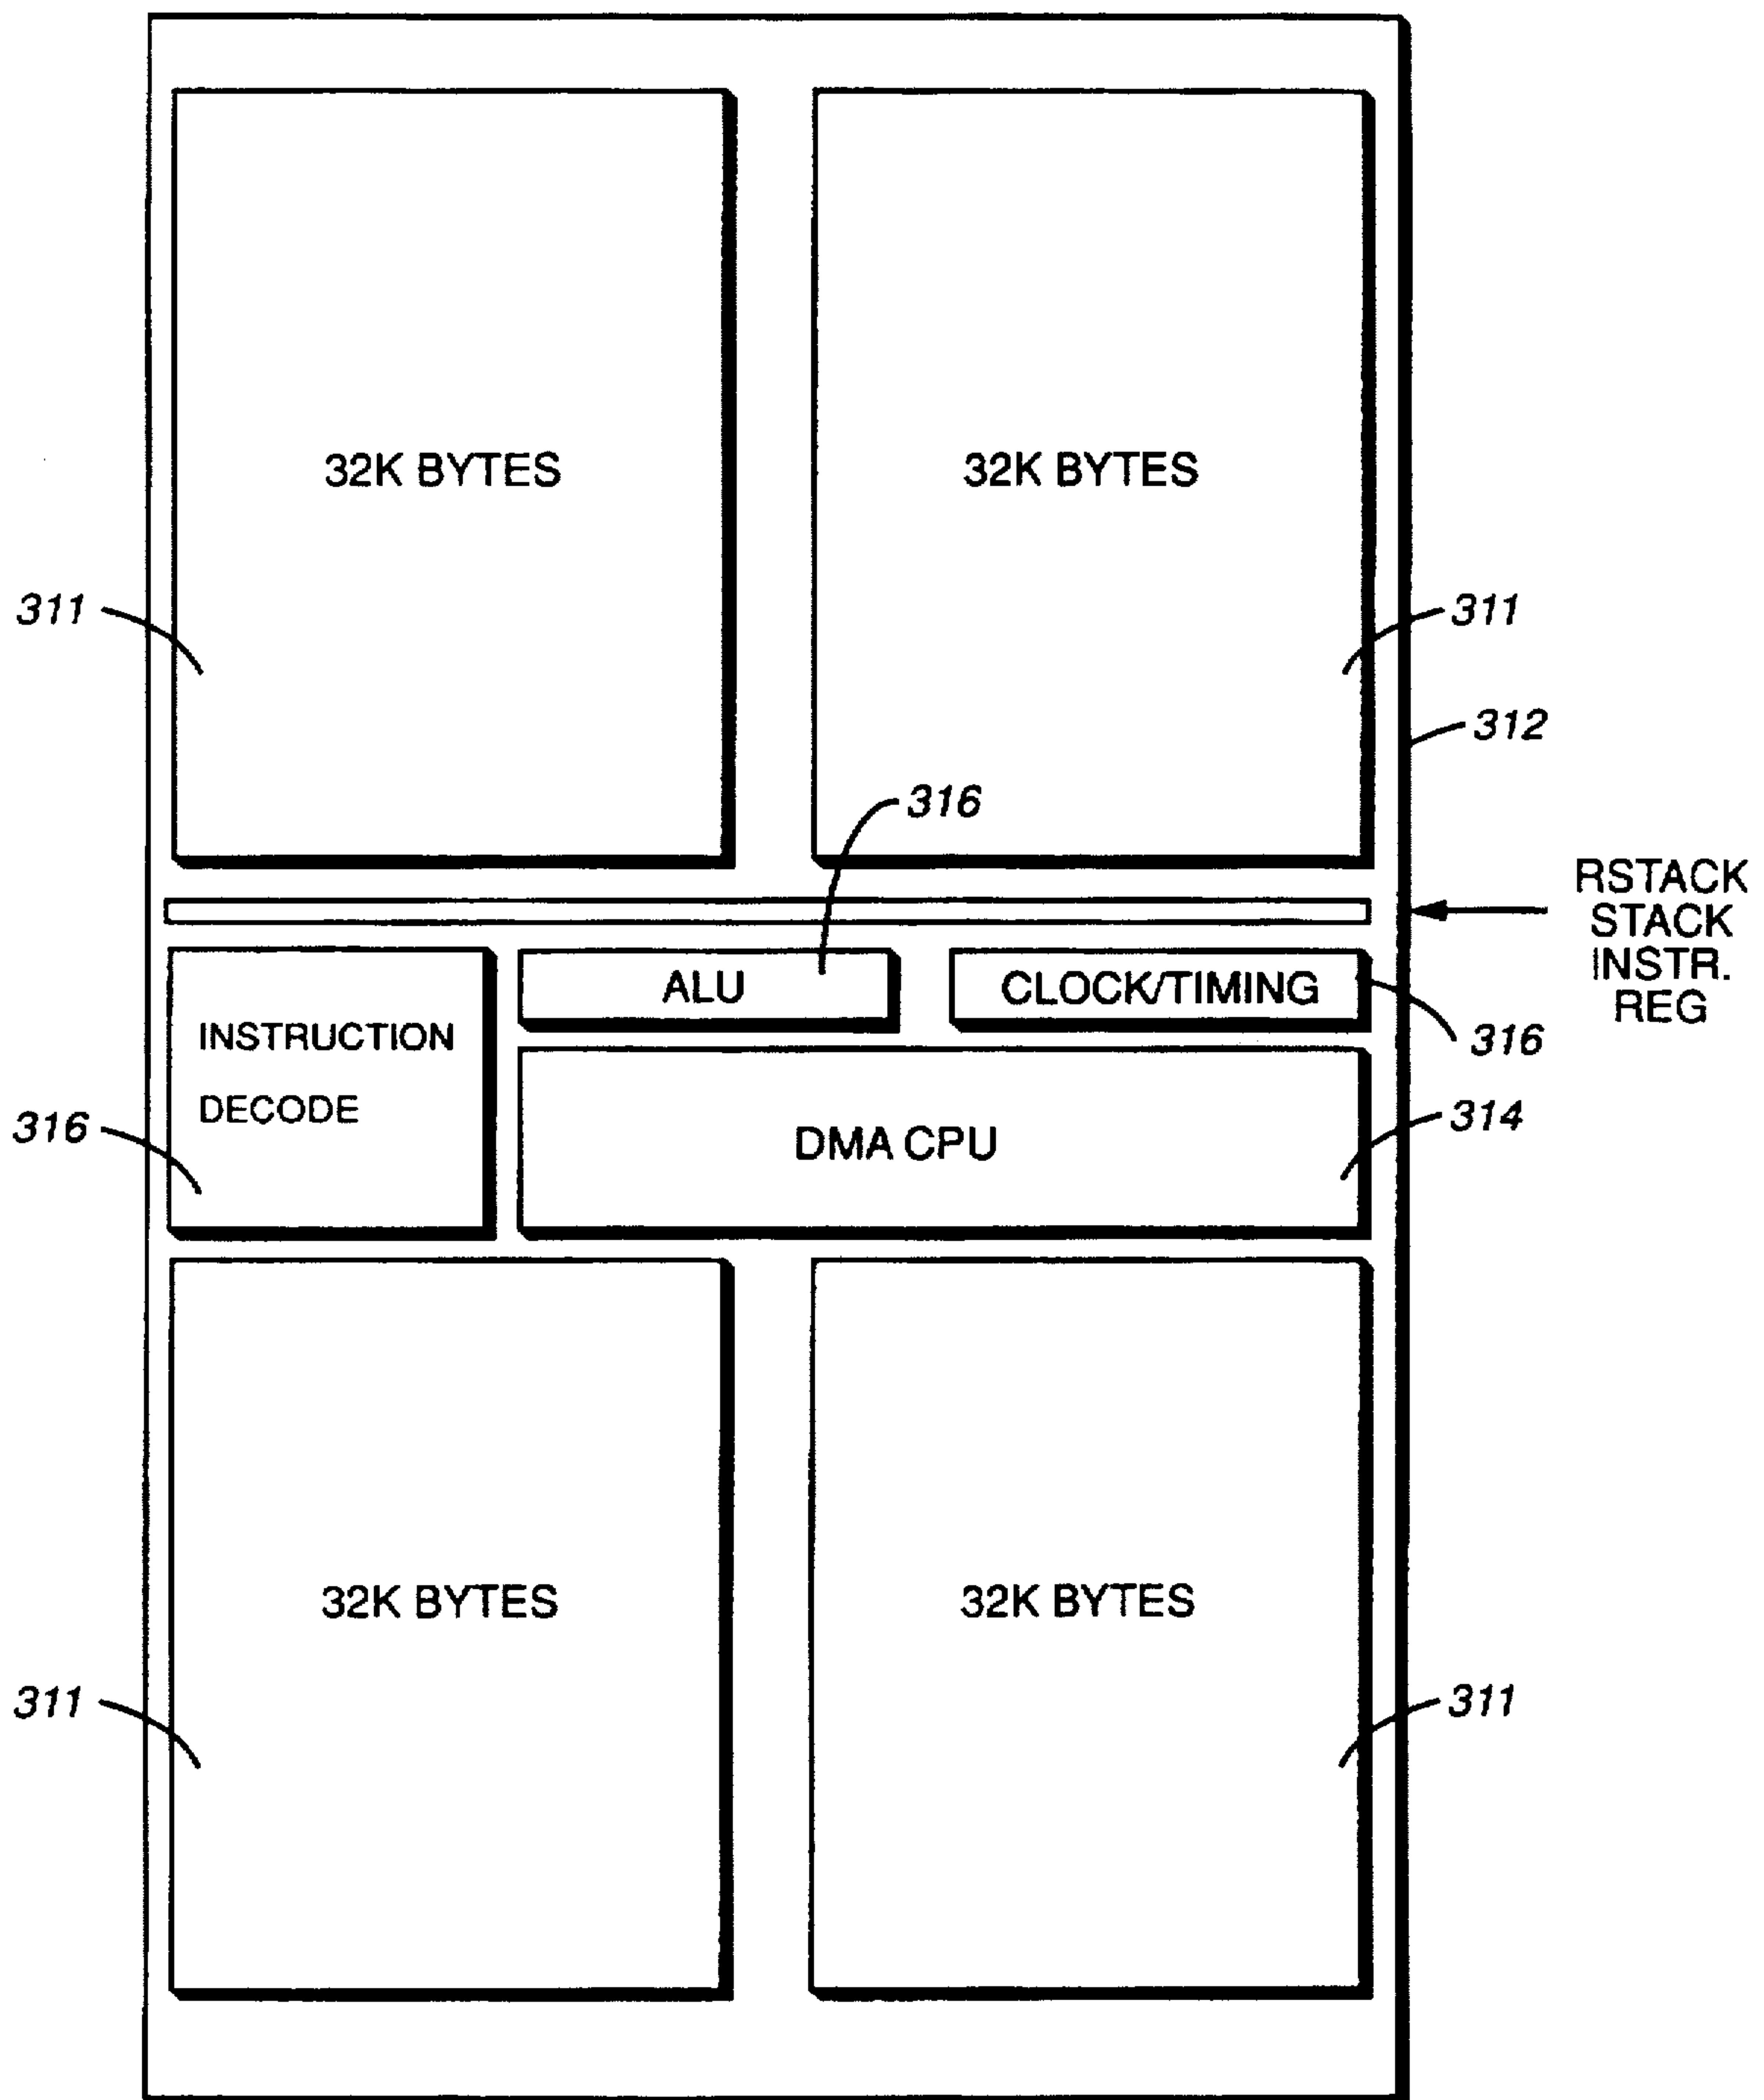 32K BYTES
32K BYTES
311
311
312
316
RSTACK
STACK
INSTR.
REG
ALU
CLOCK/TIMING
INSTRUCTION
DECODE
316
316
DMA CPU
314
32K BYTES
32K BYTES
311
311